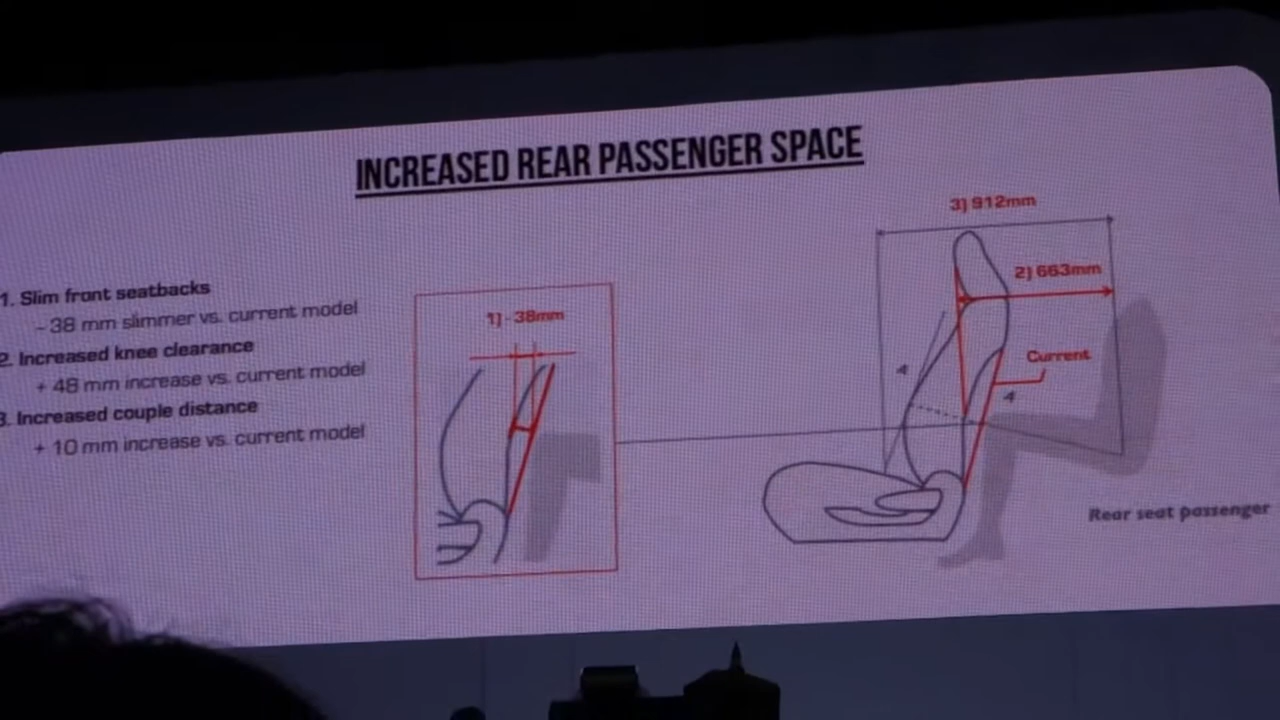 INCREASED REAR PASSENGER SPACE
1. Slim front seatbacks
- 38 mm slimmer vs. current model
2. Increased knee clearance
+ 48 mm increase vs. current model
3. Increased couple distance
+ 10 mm increase vs. current model
1) - 38mm
3) 912mm
2) 663mm
Current
4
4
Rear seat passenger